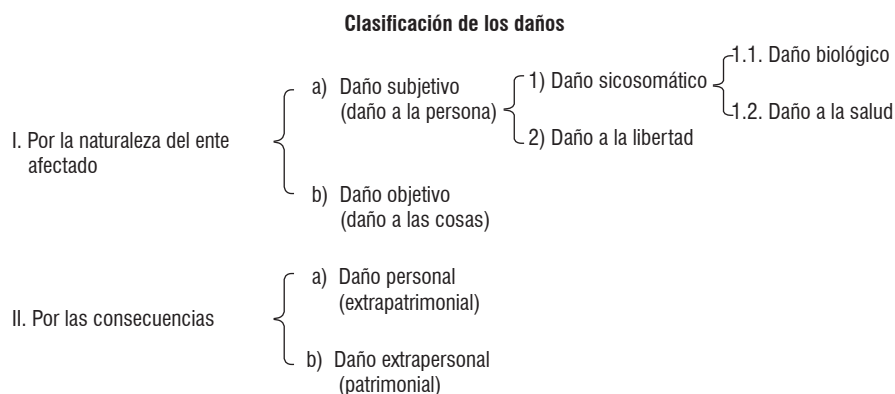 Clasificación de los daños
I. Por la naturaleza del ente
afectado
a) Daño subjetivo
(daño a la persona)
1) Daño sicosomático
1.1. Daño biológico
1.2. Daño a la salud
2) Daño a la libertad
b) Daño objetivo
(daño a las cosas)
II. Por las consecuencias
a) Daño personal
(extrapatrimonial)
b) Daño extrapersonal
(patrimonial)